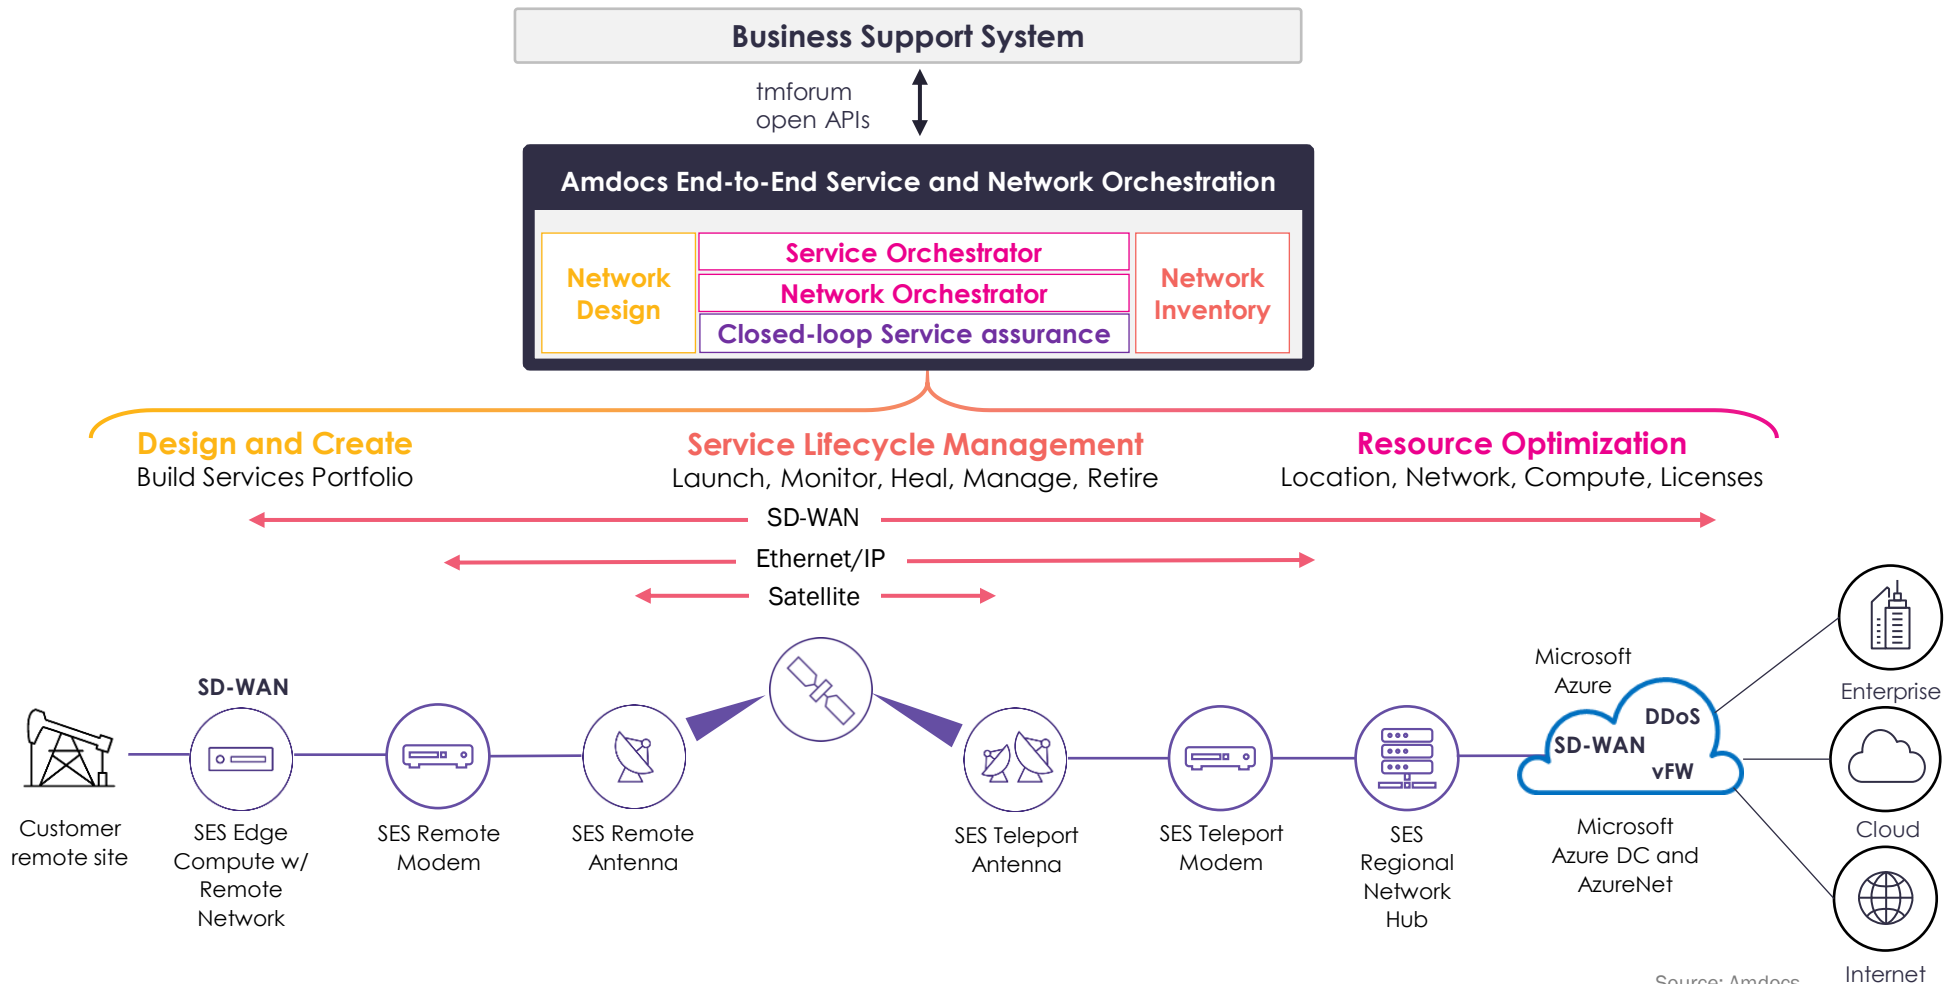 Business Support System
tmforum
open APIs
Amdocs End-to-End Service and Network Orchestration
Network
Design
Service Orchestrator
Network Orchestrator
Closed-loop Service assurance
Network
Inventory
Design and Create
Build Services Portfolio
Service Lifecycle Management
Launch, Monitor, Heal, Manage, Retire
Resource Optimization
Location, Network, Compute, Licenses
SD-WAN
Ethernet/IP
Satellite
Customer
remote site
SD-WAN
SES Edge
Compute w/
Remote
Network
SES Remote
Modem
SES Remote
Antenna
SES Teleport
Antenna
SES Teleport
Modem
SES
Regional
Network
Hub
Microsoft
Azure
DDoS
SD-WAN
vFW
Microsoft
Azure DC and
AzureNet
Enterprise
Cloud
Internet
Source: Amdocs